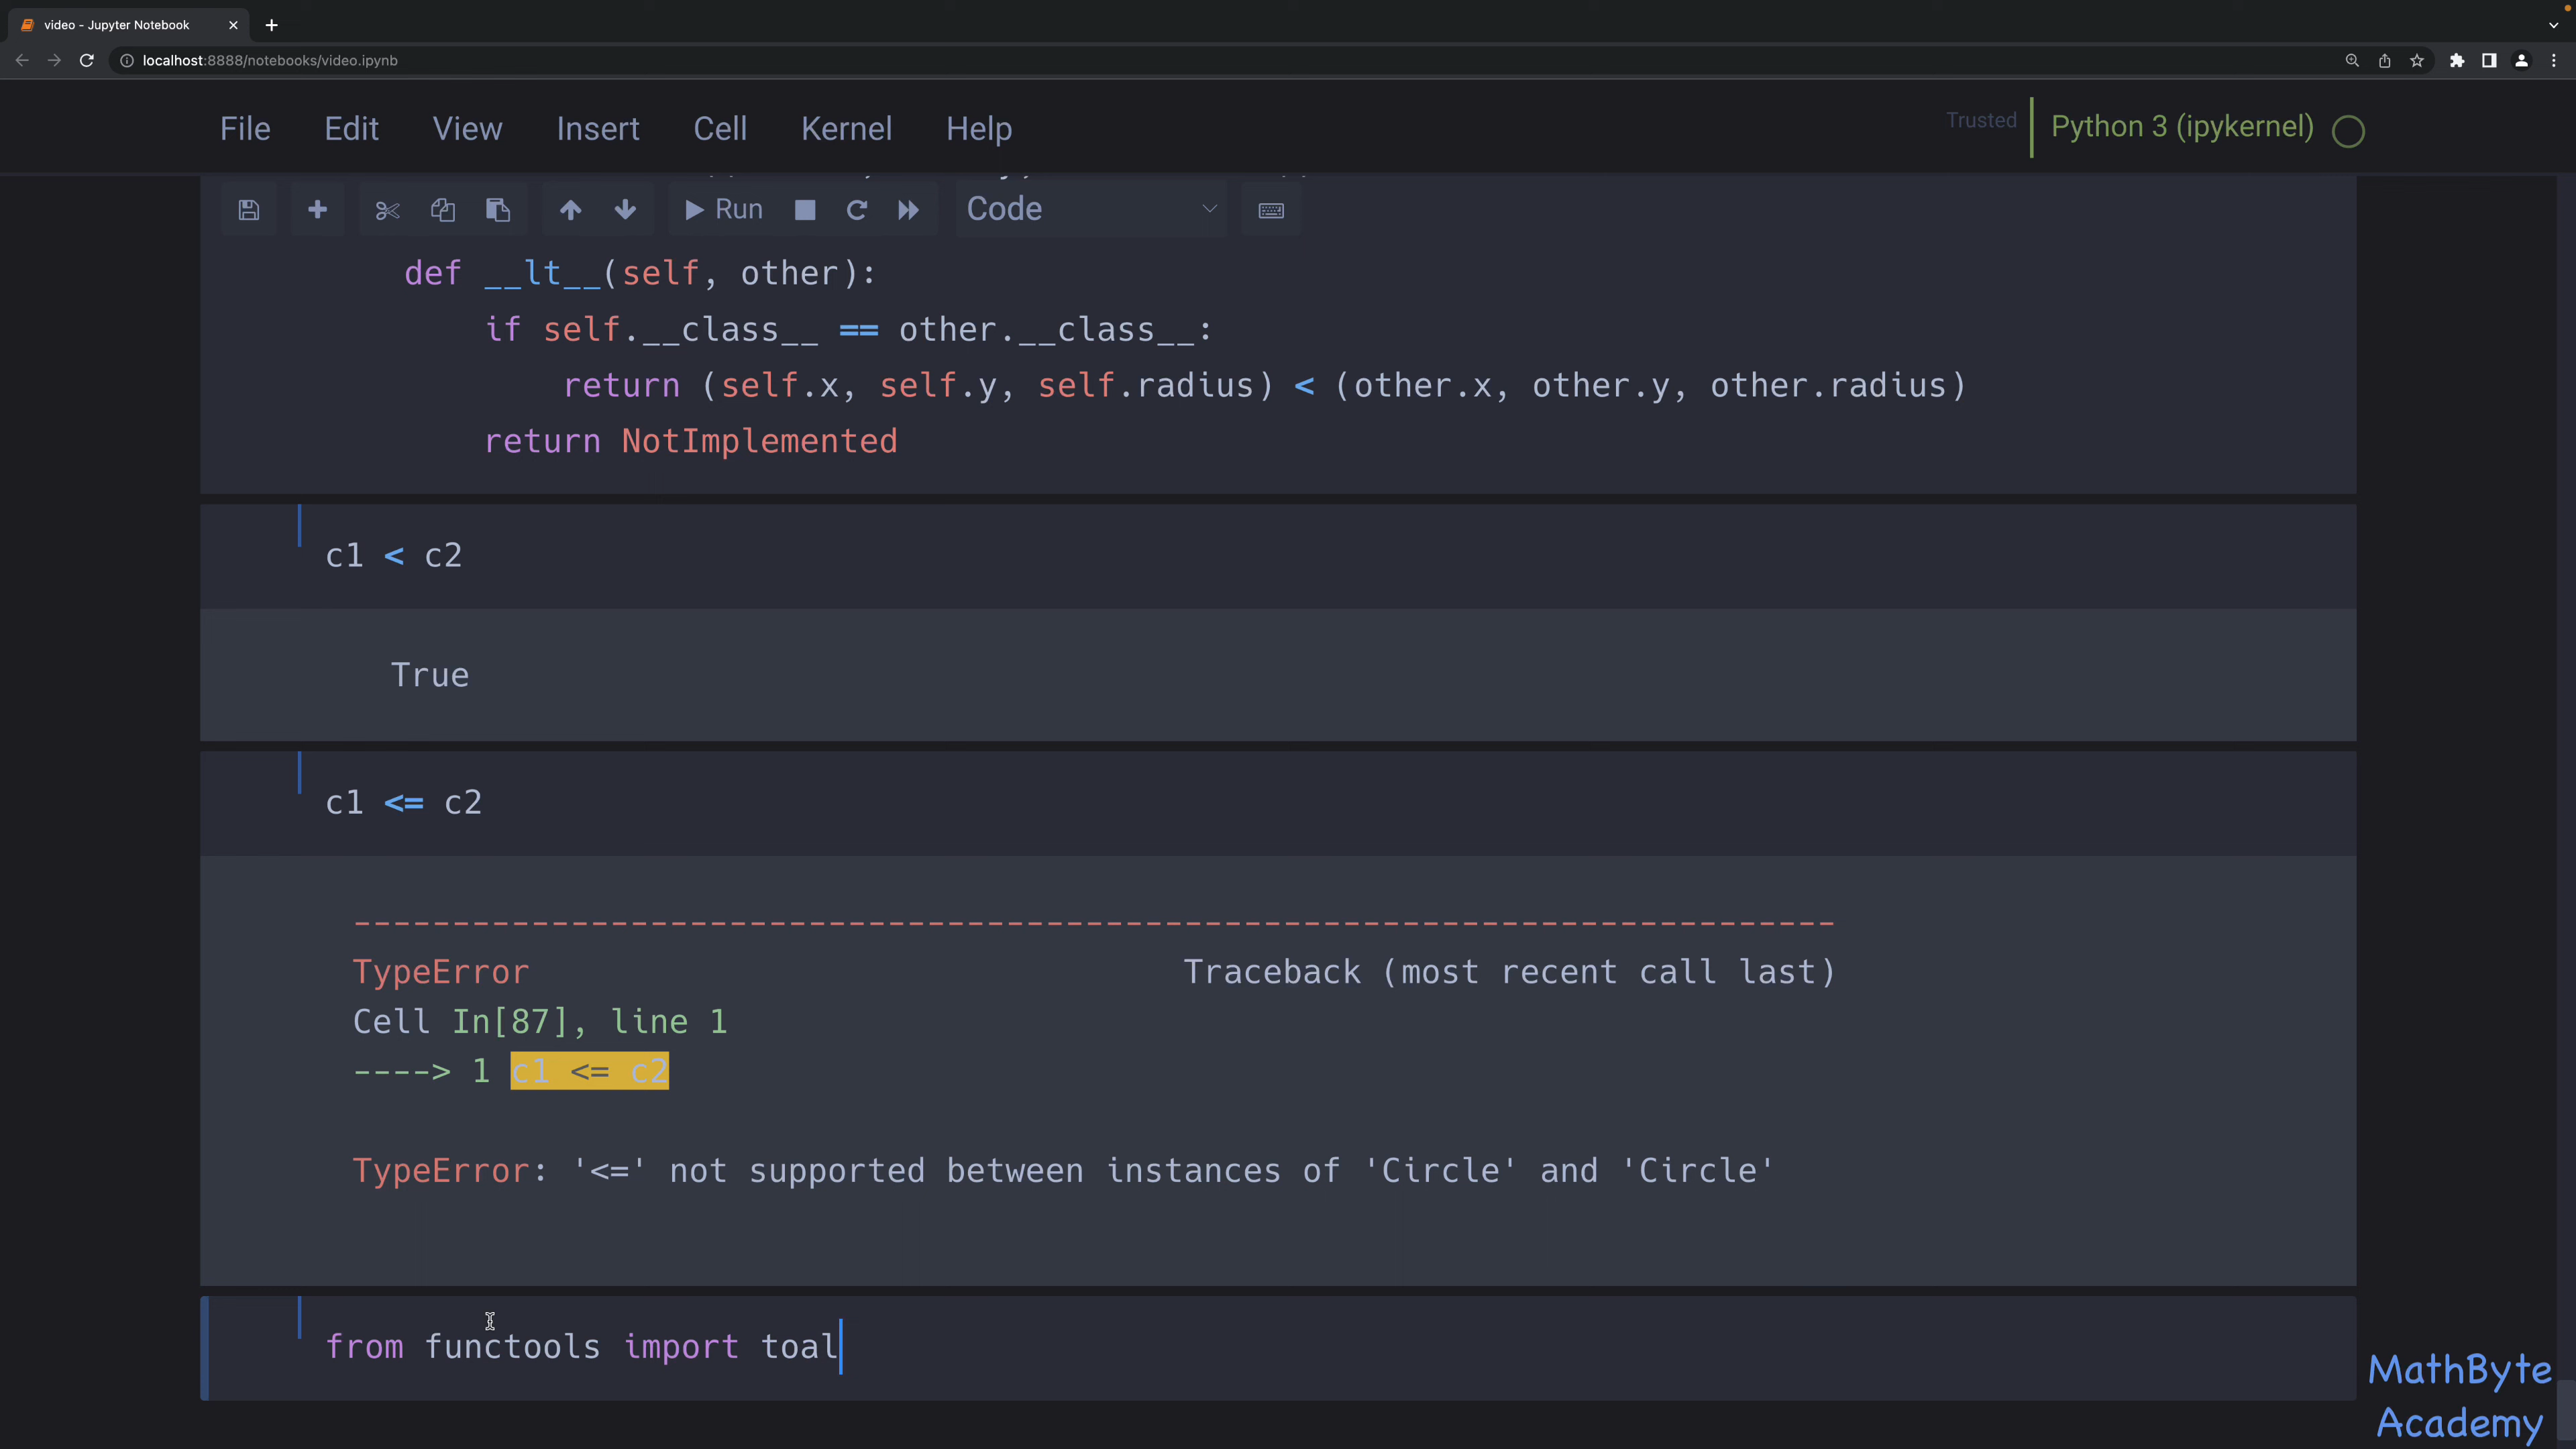 video - Jupyter Notebook
localhost:8888/notebooks/video.ipynb
File Edit View Insert Cell Kernel Help
Trusted
Python 3 (ipykernel)
Run
Code
def __lt__(self, other):
if self.__class__ == other.__class__:
return (self.x, self.y, self.radius) < (other.x, other.y, other.radius)
return NotImplemented
c1 < c2
True
c1 <= c2
---------------------------------------------------------------------------
TypeError Traceback (most recent call last)
Cell In[87], line 1
----> 1 c1 <= c2
TypeError: '<=' not supported between instances of 'Circle' and 'Circle'
from functools import toal
MathByte
Academy